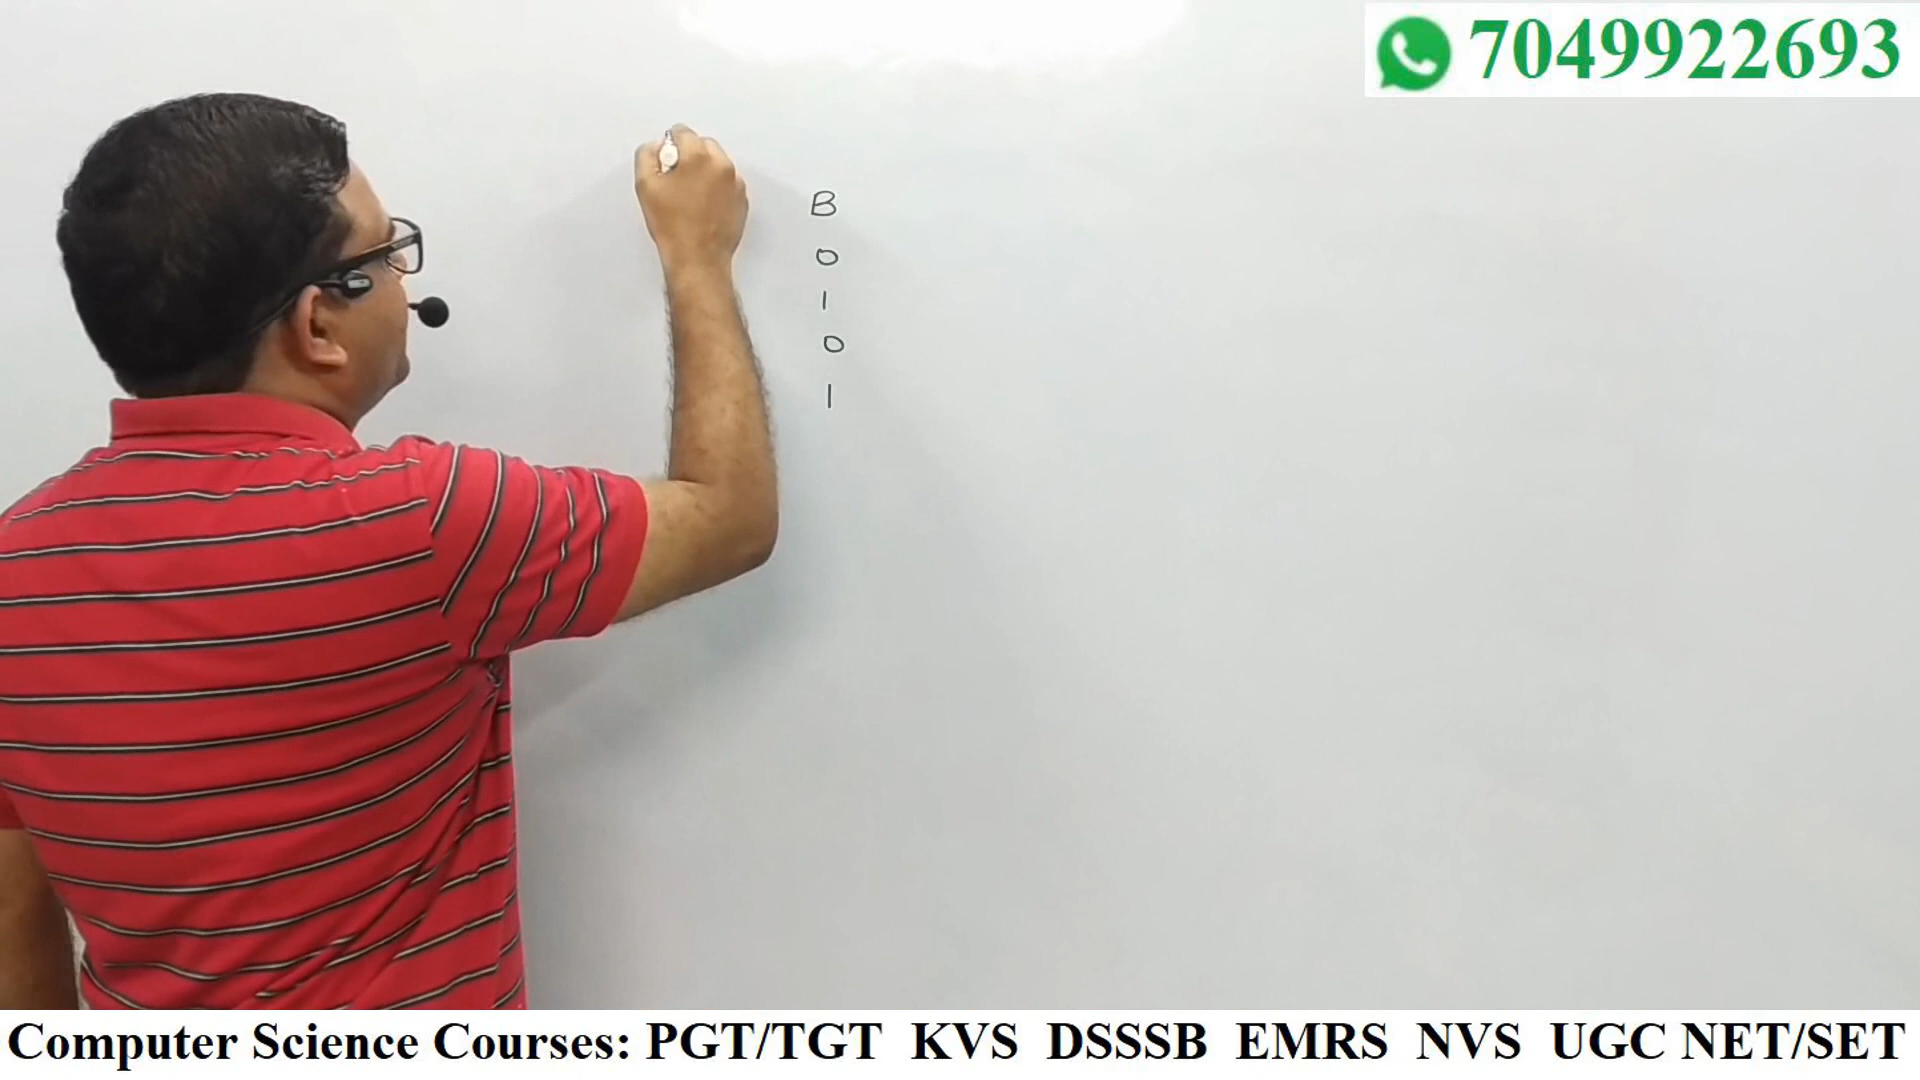 7049922693
B
0
1
0
1
Computer Science Courses: PGT/TGT KVS DSSSB EMRS NVS UGC NET/SET